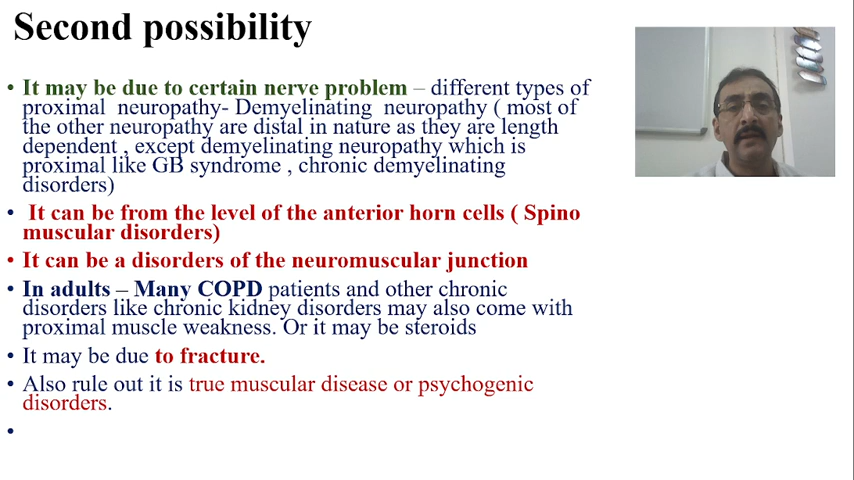 Second possibility
• It may be due to certain nerve problem – different types of
proximal neuropathy- Demyelinating neuropathy ( most of
the other neuropathy are distal in nature as they are length
dependent , except demyelinating neuropathy which is
proximal like GB syndrome , chronic demyelinating
disorders)
• It can be from the level of the anterior horn cells ( Spino
muscular disorders)
• It can be a disorders of the neuromuscular junction
• In adults – Many COPD patients and other chronic
disorders like chronic kidney disorders may also come with
proximal muscle weakness. Or it may be steroids
• It may be due to fracture.
• Also rule out it is true muscular disease or psychogenic
disorders.
•